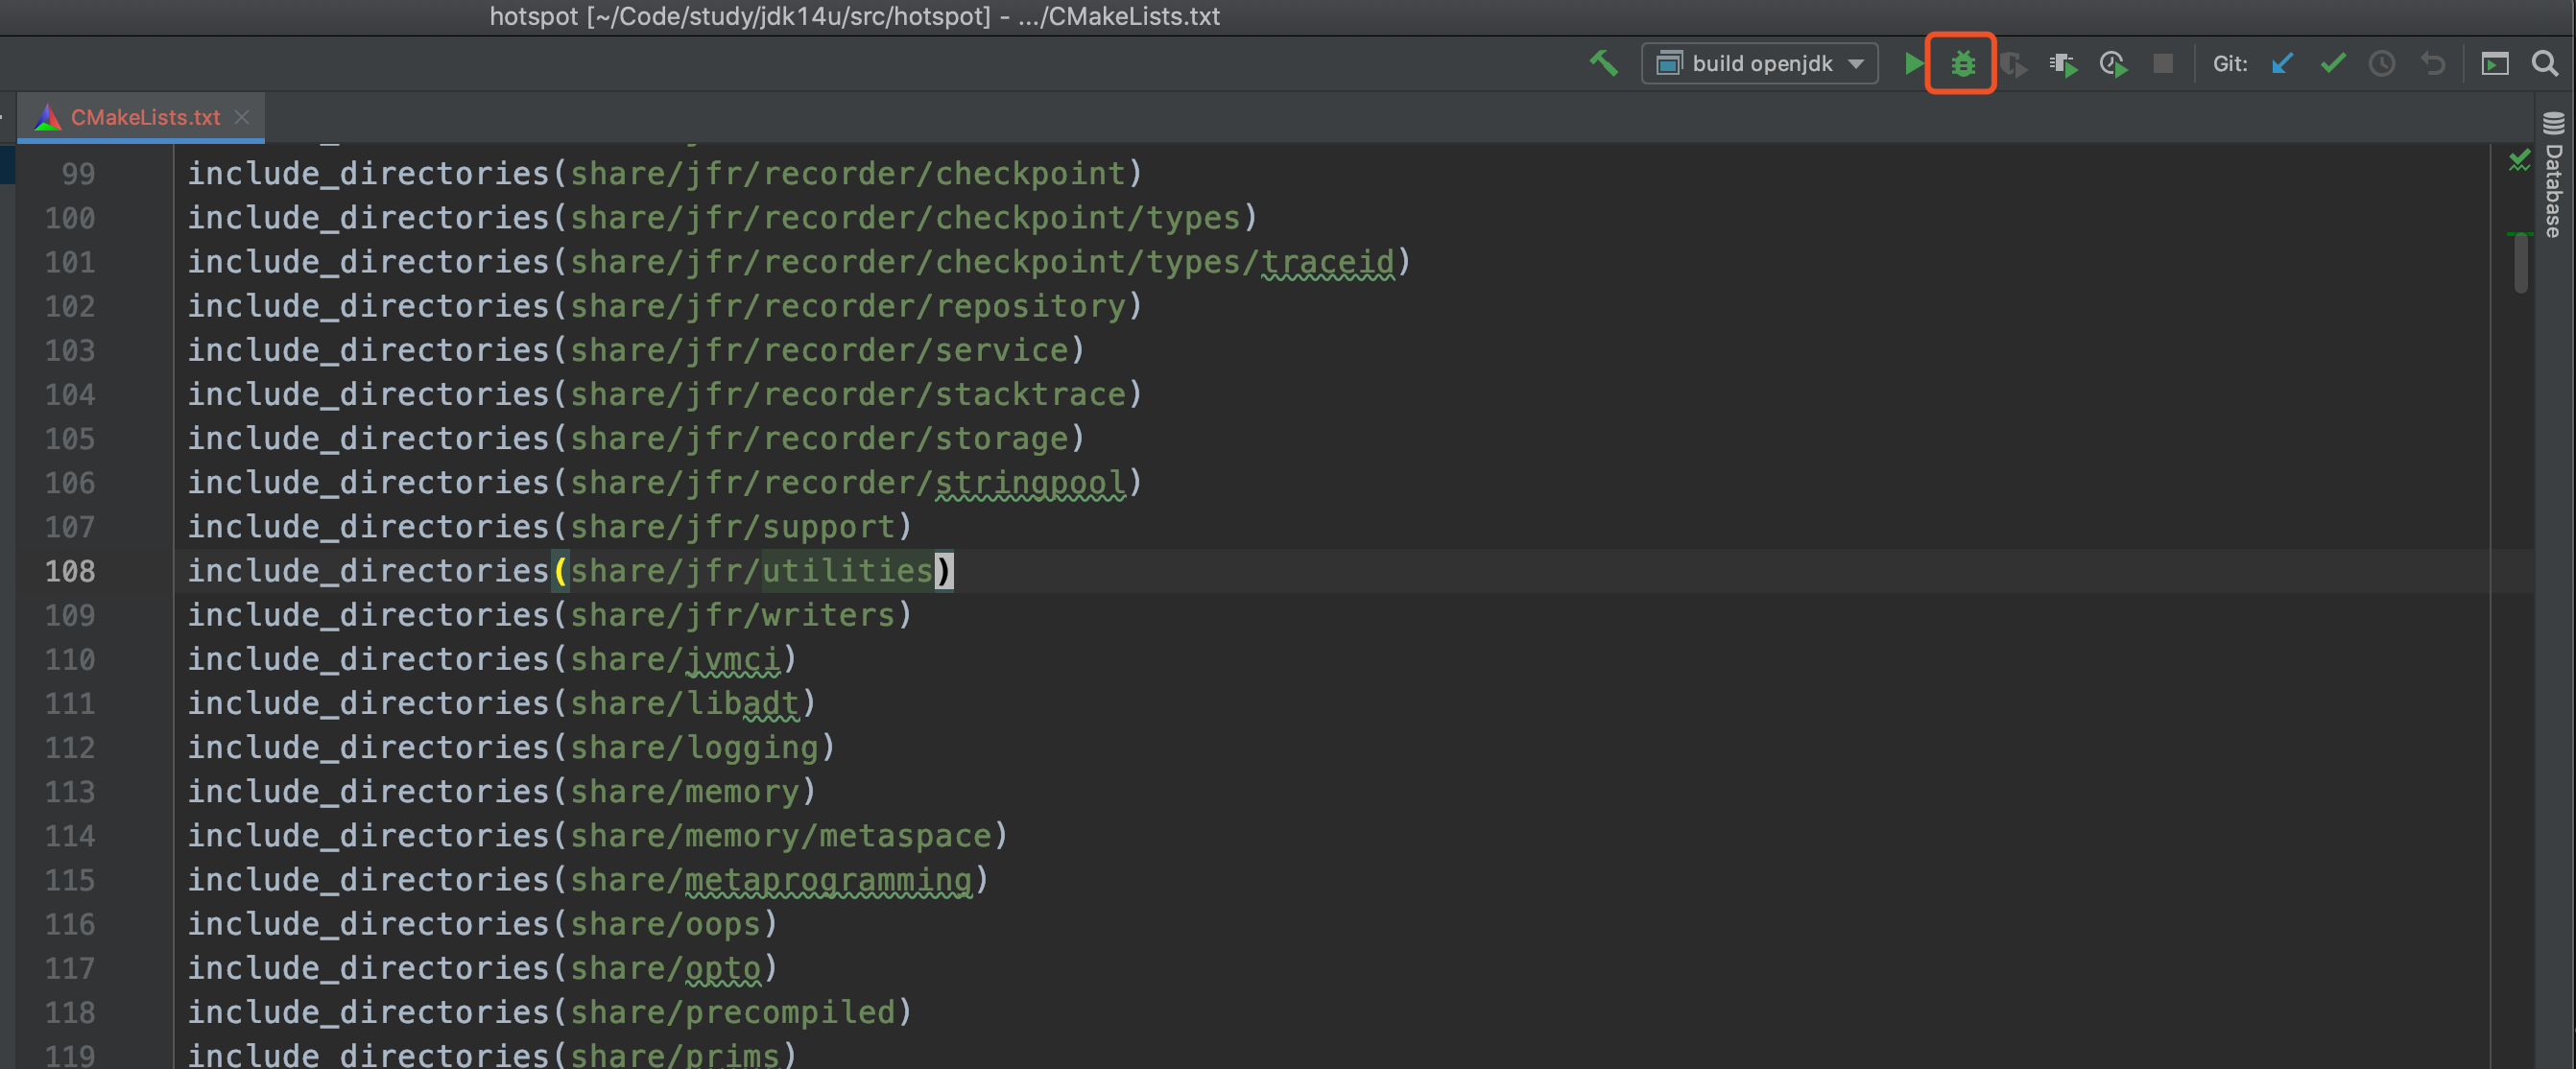 hotspot [~/Code/study/jdk14u/src/hotspot] - .../CMakeLists.txt
build openjdk Git:
CMakeLists.txt
Database
99 include_directories(share/jfr/recorder/checkpoint)
100 include_directories(share/jfr/recorder/checkpoint/types)
101 include_directories(share/jfr/recorder/checkpoint/types/traceid)
102 include_directories(share/jfr/recorder/repository)
103 include_directories(share/jfr/recorder/service)
104 include_directories(share/jfr/recorder/stacktrace)
105 include_directories(share/jfr/recorder/storage)
106 include_directories(share/jfr/recorder/stringpool)
107 include_directories(share/jfr/support)
108 include_directories(share/jfr/utilities)
109 include_directories(share/jfr/writers)
110 include_directories(share/jvmci)
111 include_directories(share/libadt)
112 include_directories(share/logging)
113 include_directories(share/memory)
114 include_directories(share/memory/metaspace)
115 include_directories(share/metaprogramming)
116 include_directories(share/oops)
117 include_directories(share/opto)
118 include_directories(share/precompiled)
119 include_directories(share/prims)